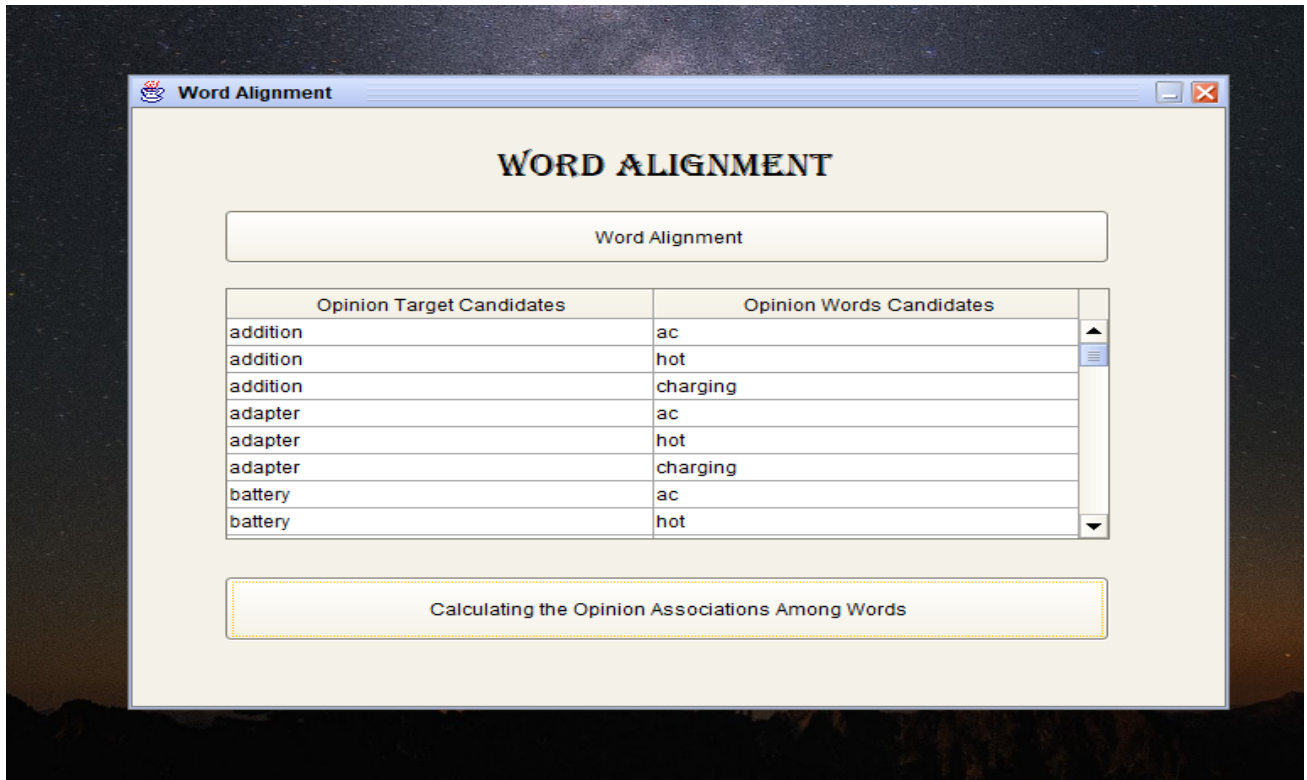 Word Alignment
WORD ALIGNMENT
Word Alignment
Opinion Target Candidates Opinion Words Candidates
addition ac
addition hot
addition charging
adapter ac
adapter hot
adapter charging
battery ac
battery hot
Calculating the Opinion Associations Among Words